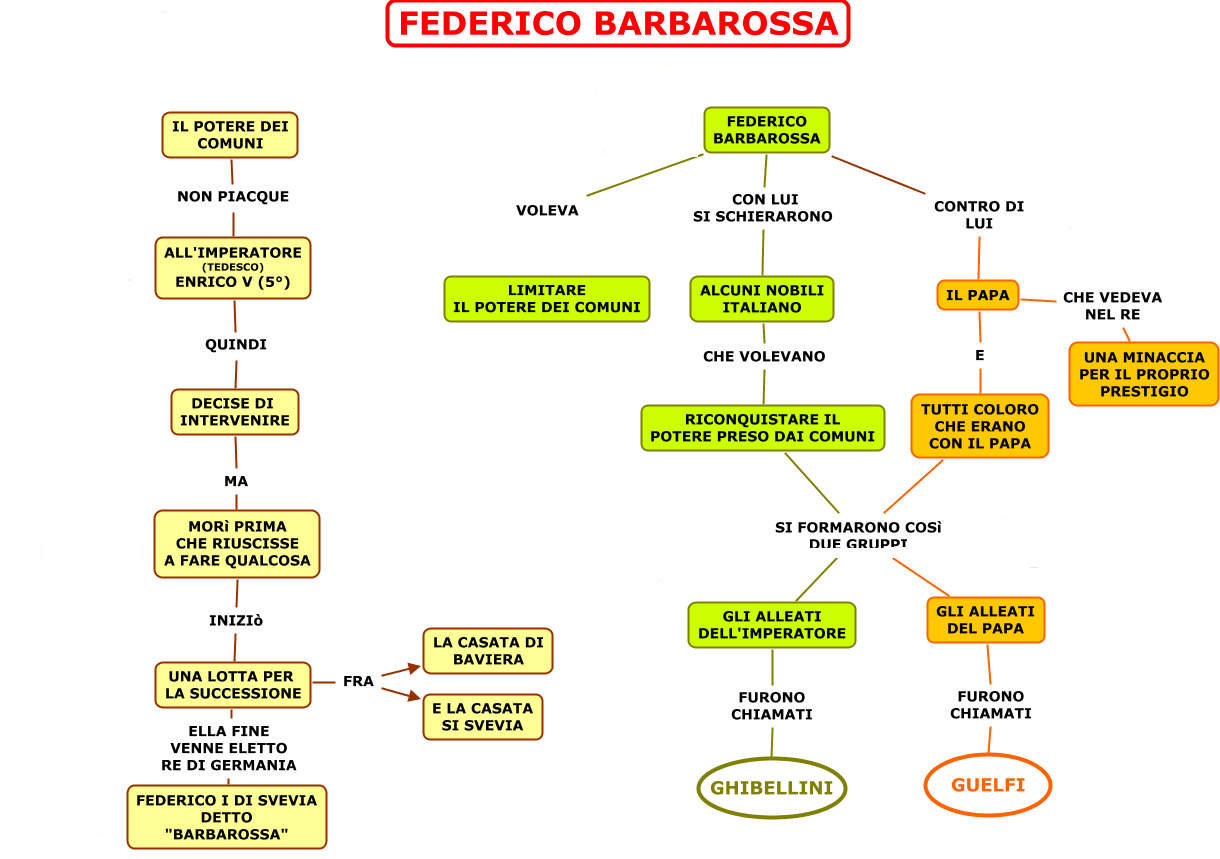 FEDERICO BARBAROSSA
IL POTERE DEI
COMUNI
NON PIACQUE
ALL'IMPERATORE
(TEDESCO)
ENRICO V (5°)
QUINDI
DECISE DI
INTERVENIRE
MA
MORì PRIMA
CHE RIUSCISSE
A FARE QUALCOSA
INIZIò
UNA LOTTA PER
LA SUCCESSIONE
FRA
LA CASATA DI
BAVIERA
E LA CASATA
SI SVEVIA
ELLA FINE
VENNE ELETTO
RE DI GERMANIA
FEDERICO I DI SVEVIA
DETTO
"BARBAROSSA"
FEDERICO
BARBAROSSA
VOLEVA
LIMITARE
IL POTERE DEI COMUNI
CON LUI
SI SCHIERARONO
ALCUNI NOBILI
ITALIANO
CHE VOLEVANO
RICONQUISTARE IL
POTERE PRESO DAI COMUNI
CONTRO DI
LUI
IL PAPA
CHE VEDEVA
NEL RE
UNA MINACCIA
PER IL PROPRIO
PRESTIGIO
E
TUTTI COLORO
CHE ERANO
CON IL PAPA
SI FORMARONO COSì
DUE GRUPPI
GLI ALLEATI
DELL'IMPERATORE
FURONO
CHIAMATI
GHIBELLINI
GLI ALLEATI
DEL PAPA
FURONO
CHIAMATI
GUELFI